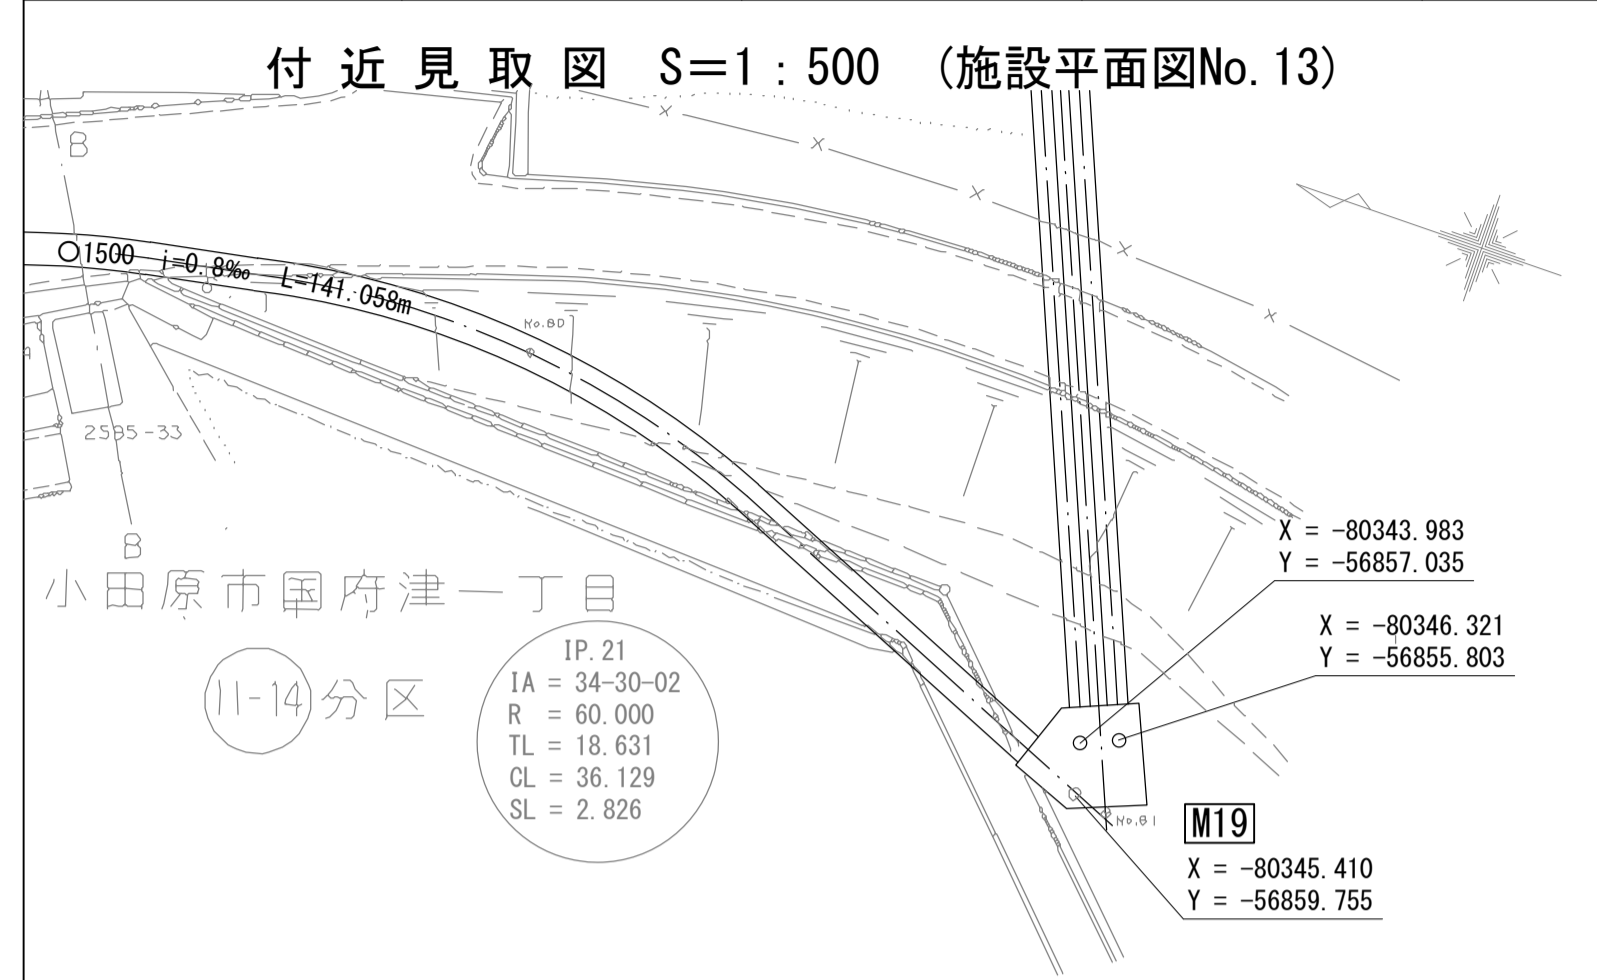 付近見取図 S=1:500 (施設平面図No.13)
B
○1500 i=0.8‰ L=141.058m
No.80
2595-33
B
小田原市国府津一丁目
11-14分区
IP.21
IA = 34-30-02
R = 60.000
TL = 18.631
CL = 36.129
SL = 2.826
X = -80343.983
Y = -56857.035
X = -80346.321
Y = -56855.803
No.81
M19
X = -80345.410
Y = -56859.755